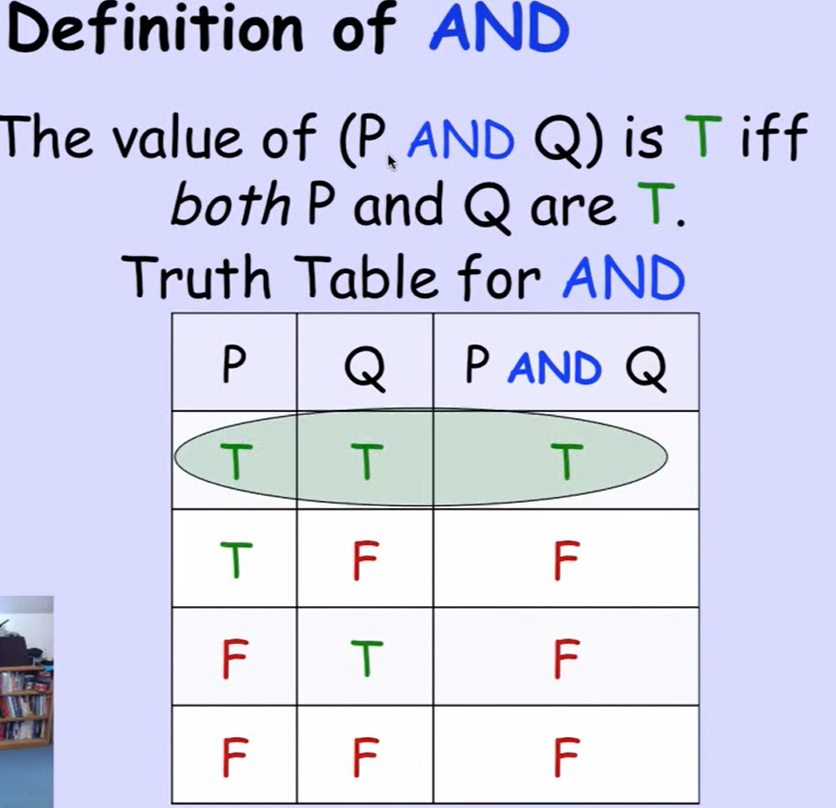 Definition of AND
The value of (P AND Q) is T iff
both P and Q are T.
Truth Table for AND
P Q P AND Q
T T T
T F F
F T F
F F F